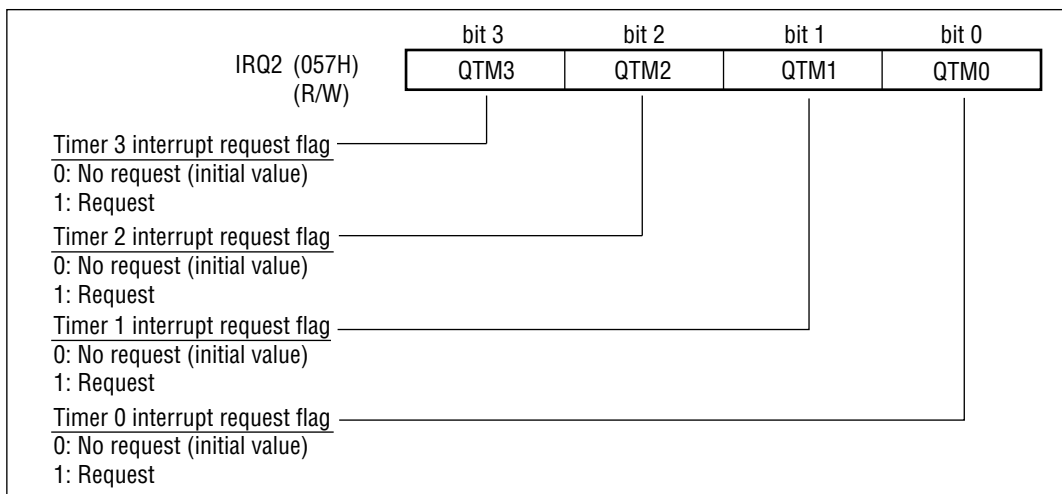 bit 3 bit 2 bit 1 bit 0
IRQ2 (057H) QTM3 QTM2 QTM1 QTM0
(R/W)
Timer 3 interrupt request flag
0: No request (initial value)
1: Request
Timer 2 interrupt request flag
0: No request (initial value)
1: Request
Timer 1 interrupt request flag
0: No request (initial value)
1: Request
Timer 0 interrupt request flag
0: No request (initial value)
1: Request